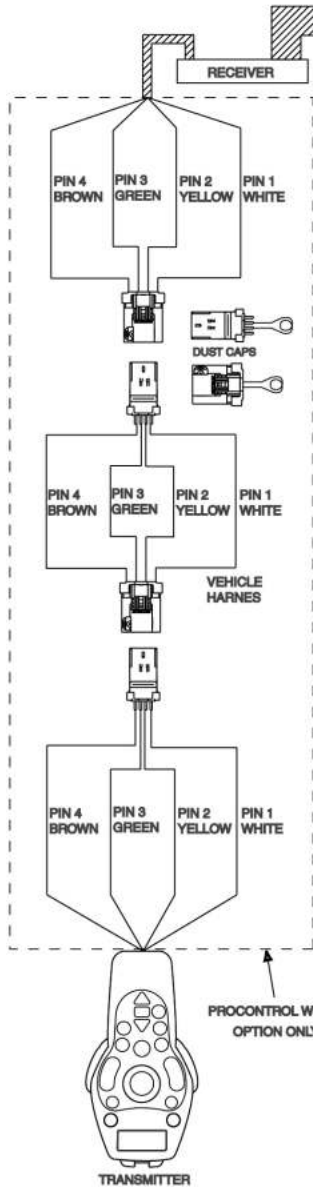 RECEIVER
PIN 4 BROWN
PIN 3 GREEN
PIN 2 YELLOW
PIN 1 WHITE
DUST CAPS
PIN 4 BROWN
PIN 3 GREEN
PIN 2 YELLOW
PIN 1 WHITE
VEHICLE
HARNES
PIN 4 BROWN
PIN 3 GREEN
PIN 2 YELLOW
PIN 1 WHITE
PROCONTROL W
OPTION ONLY
TRANSMITTER